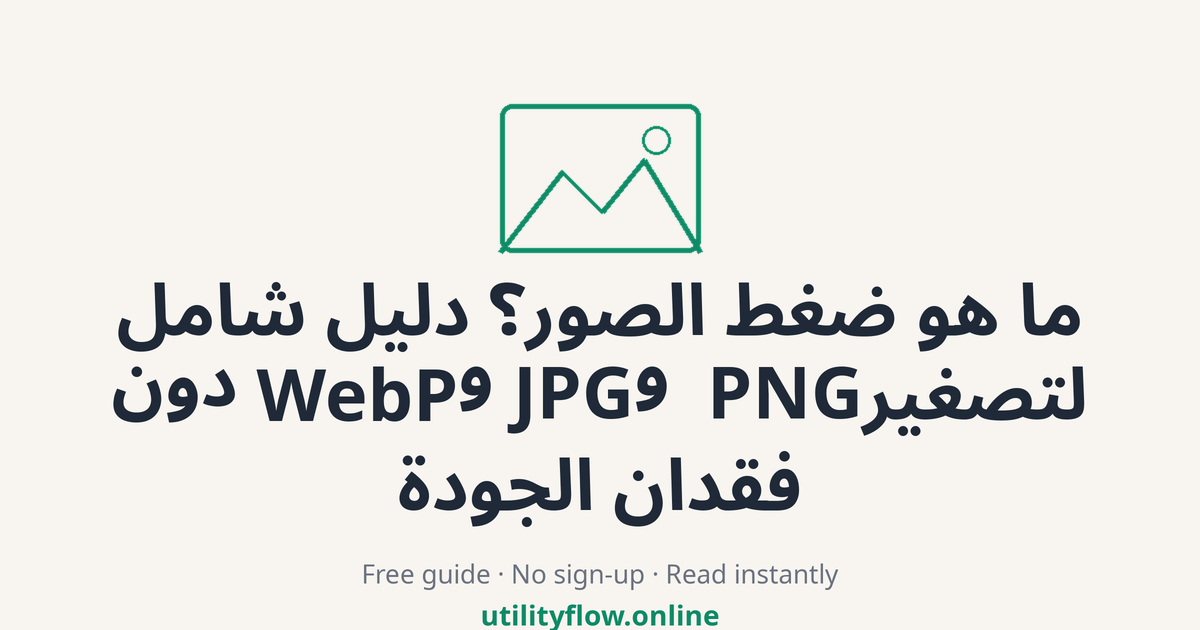 ما هو ضغط الصور؟ دليل شامل
لتصغيرPNG وJPG وWebP دون
فقدان الجودة
Free guide · No sign-up · Read instantly
utilityflow.online